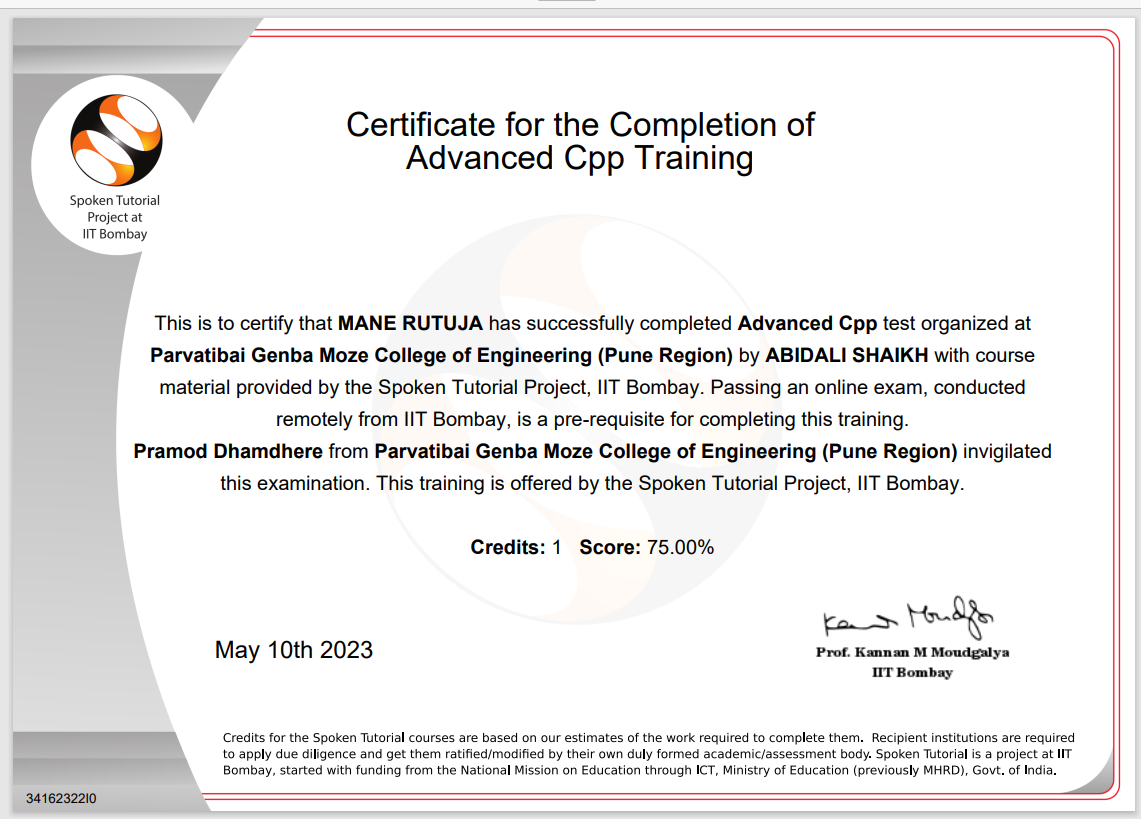 Certificate for the Completion of
Advanced Cpp Training
Spoken Tutorial
Project at
IIT Bombay
This is to certify that MANE RUTUJA has successfully completed Advanced Cpp test organized at
Parvatibai Genba Moze College of Engineering (Pune Region) by ABIDALI SHAIKH with course
material provided by the Spoken Tutorial Project, IIT Bombay. Passing an online exam, conducted
remotely from IIT Bombay, is a pre-requisite for completing this training.
Pramod Dhamdhere from Parvatibai Genba Moze College of Engineering (Pune Region) invigilated
this examination. This training is offered by the Spoken Tutorial Project, IIT Bombay.
Credits: 1 Score: 75.00%
May 10th 2023
Prof. Kannan M Moudgalya
IIT Bombay
Credits for the Spoken Tutorial courses are based on our estimates of the work required to complete them. Recipient institutions are required
to apply due diligence and get them ratified/modified by their own duly formed academic/assessment body. Spoken Tutorial is a project at IIT
Bombay, started with funding from the National Mission on Education through ICT, Ministry of Education (previously MHRD), Govt. of India.
34162322I0